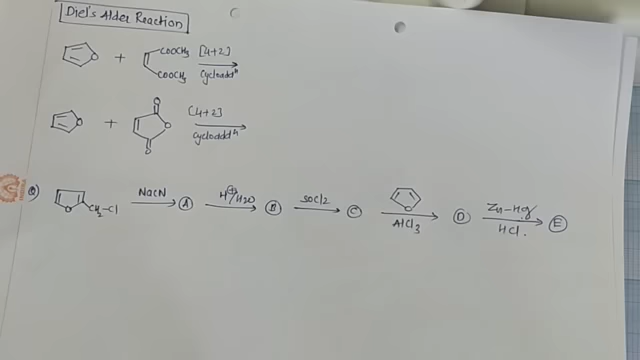 Diel's Alder Reaction
O + COOCH3 COOCH3 [4+2] cycloaddn
O + O O O [4+2] cycloaddn
Q) O CH2-Cl NaCN → A H⊕/H2O → B SOCl2 → C O AlCl3 → D Zn-Hg HCl. → E